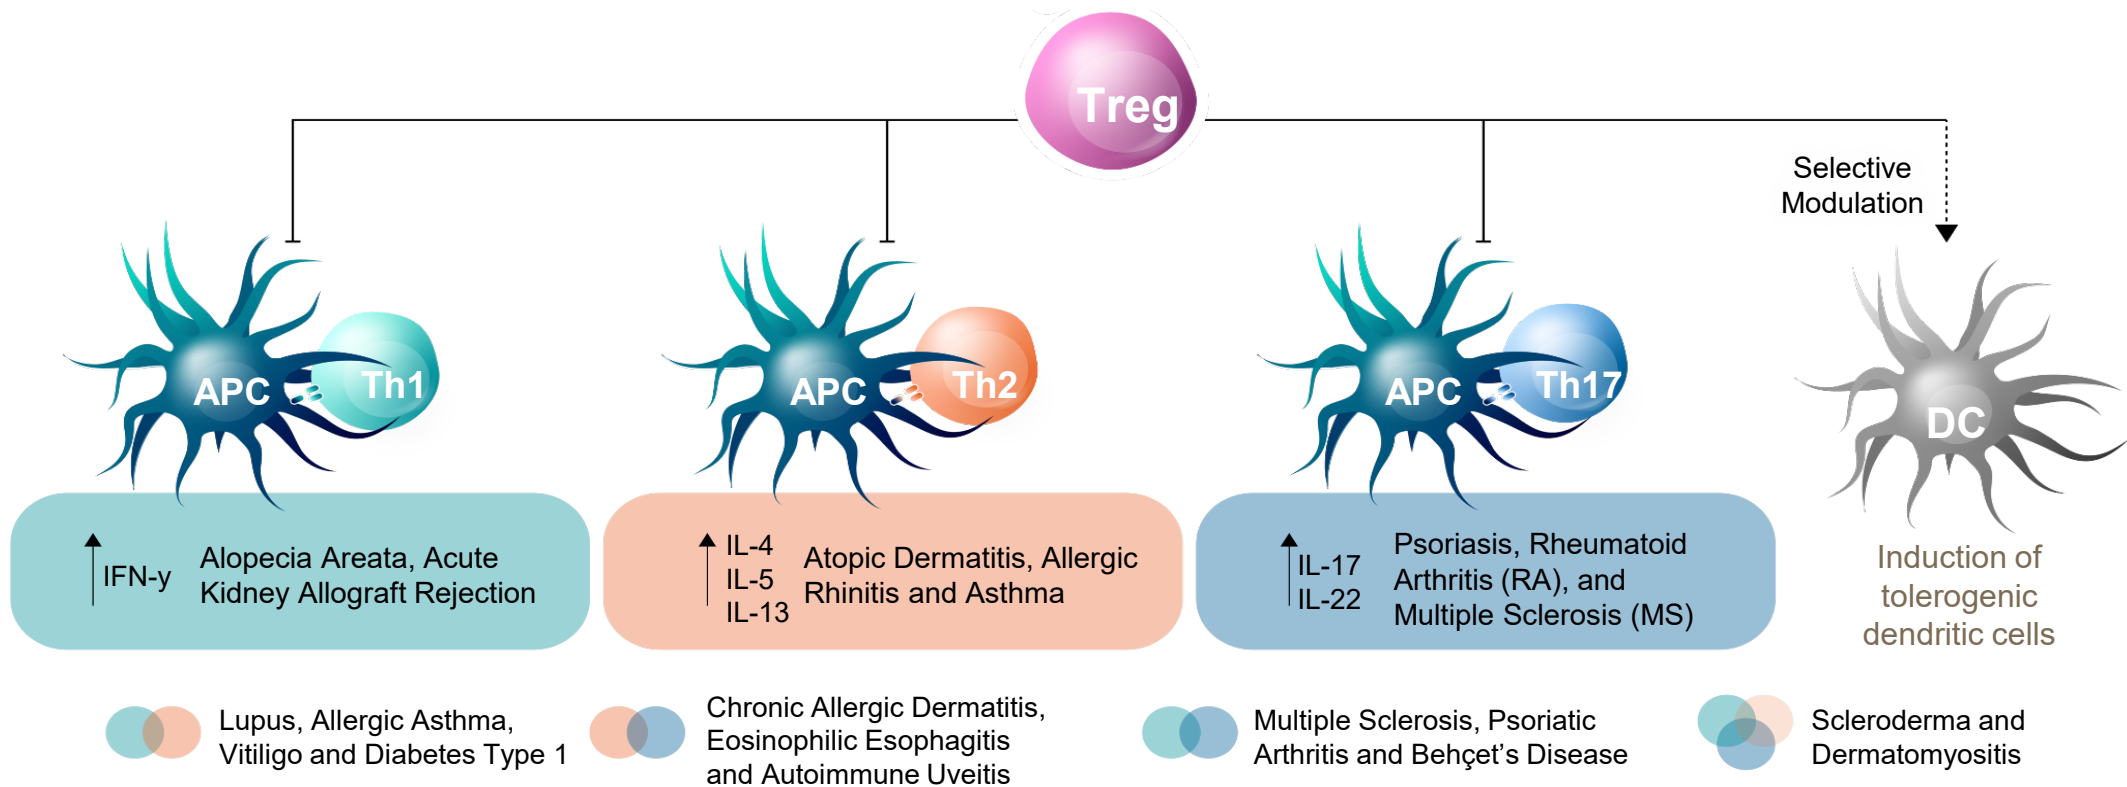 Treg
Selective
Modulation
APC
Th1
APC
Th2
APC
Th17
DC
IFN-y
Alopecia Areata, Acute
Kidney Allograft Rejection
IL-4
IL-5
IL-13
Atopic Dermatitis, Allergic
Rhinitis and Asthma
IL-17
IL-22
Psoriasis, Rheumatoid
Arthritis (RA), and
Multiple Sclerosis (MS)
Induction of
tolerogenic
dendritic cells
Lupus, Allergic Asthma,
Vitiligo and Diabetes Type 1
Chronic Allergic Dermatitis,
Eosinophilic Esophagitis
and Autoimmune Uveitis
Multiple Sclerosis, Psoriatic
Arthritis and Behçet’s Disease
Scleroderma and
Dermatomyositis